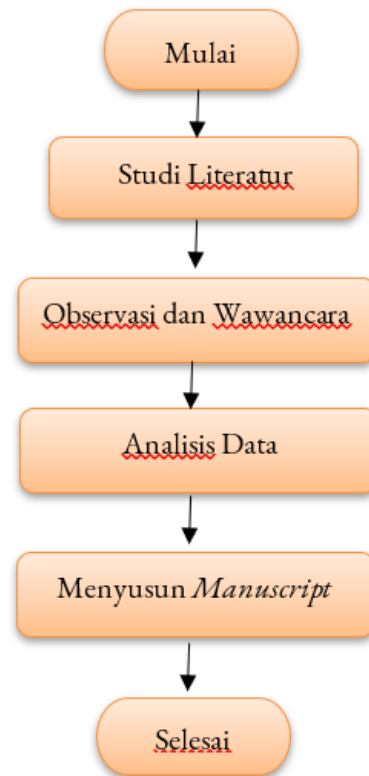 Mulai
Studi Literatur
Observasi dan Wawancara
Analisis Data
Menyusun Manuscript
Selesai